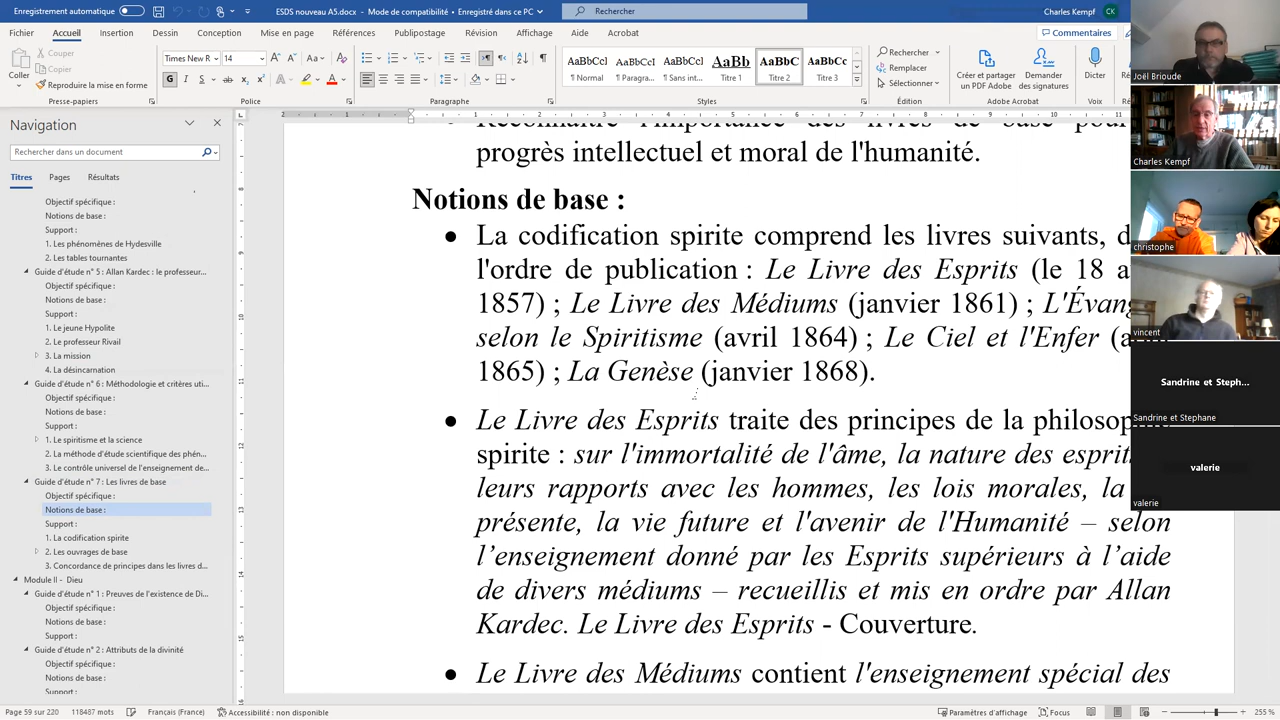 Enregistrement automatique
ESDS nouveau A5.docx - Mode de compatibilité • Enregistré dans ce PC
Rechercher
Charles Kempf
CK
Fichier
Accueil
Insertion
Dessin
Conception
Mise en page
Références
Publipostage
Révision
Affichage
Aide
Acrobat
Commentaires
Coller
Couper
Copier
Reproduire la mise en forme
Times New R
14
AaBbCcI
¶ Normal
AaBbCcI
¶ Paragra...
AaBbCcI
¶ Sans int...
AaBb
Titre 1
AaBbC
Titre 2
AaBbCc
Titre 3
Rechercher
Remplacer
Sélectionner
Créer et partager
un PDF Adobe
Demander
des signatures
Dicter
Presse-papiers
Police
Paragraphe
Styles
Édition
Adobe Acrobat
Voix
Navigation
Rechercher dans un document
Titres
Pages
Résultats
Objectif spécifique :
Notions de base :
Support :
1. Les phénomènes de Hydesville
2. Les tables tournantes
Guide d'étude n° 5 : Allan Kardec : le professeur...
Objectif spécifique :
Notions de base :
Support :
1. Le jeune Hypolite
2. Le professeur Rivail
3. La mission
4. La désincarnation
Guide d'étude n° 6 : Méthodologie et critères uti...
Objectif spécifique :
Notions de base :
Support :
1. Le spiritisme et la science
2. La méthode d'étude scientifique des phén...
3. Le contrôle universel de l'enseignement de...
Guide d'étude n° 7 : Les livres de base
Objectif spécifique :
Notions de base :
Support :
1. La codification spirite
2. Les ouvrages de base
3. Concordance de principes dans les livres d...
Module II - Dieu
Guide d'étude n° 1 : Preuves de l'existence de Di...
Objectif spécifique :
Notions de base :
Support :
Guide d'étude n° 2 : Attributs de la divinité
Objectif spécifique :
Notions de base :
Support :
Reconnaître l'importance des livres de base pour
progrès intellectuel et moral de l'humanité.
Notions de base :
● La codification spirite comprend les livres suivants, d
l'ordre de publication : Le Livre des Esprits (le 18 a
1857) ; Le Livre des Médiums (janvier 1861) ; L'Évang
selon le Spiritisme (avril 1864) ; Le Ciel et l'Enfer (a
1865) ; La Genèse (janvier 1868).
● Le Livre des Esprits traite des principes de la philosop
spirite : sur l'immortalité de l'âme, la nature des esprit
leurs rapports avec les hommes, les lois morales, la
présente, la vie future et l'avenir de l'Humanité – selon
l’enseignement donné par les Esprits supérieurs à l’aide
de divers médiums – recueillis et mis en ordre par Allan
Kardec. Le Livre des Esprits - Couverture.
● Le Livre des Médiums contient l'enseignement spécial des
Joël Brioude
Charles Kempf
christophe
vincent
Sandrine et Steph...
Sandrine et Stephane
valerie
valerie
Page 59 sur 220
118487 mots
Français (France)
Accessibilité : non disponible
Paramètres d'affichage
Focus
255 %